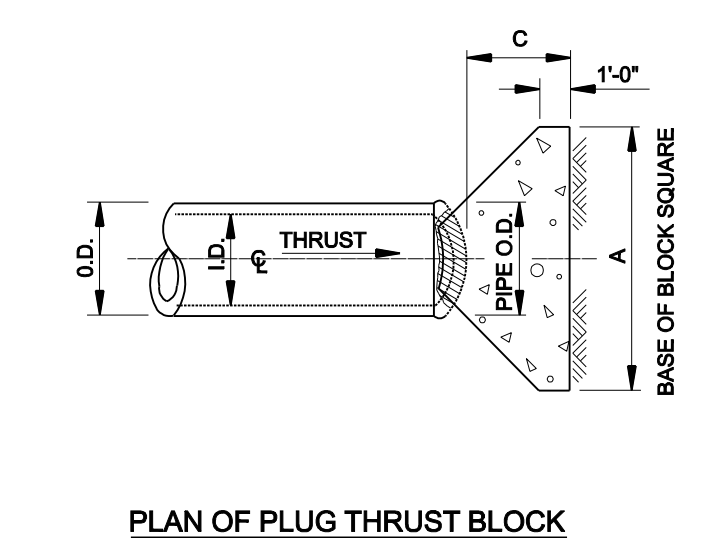 C
1'-0"
THRUST
℄
O.D.
I.D.
PIPE O.D.
A
BASE OF BLOCK SQUARE
PLAN OF PLUG THRUST BLOCK